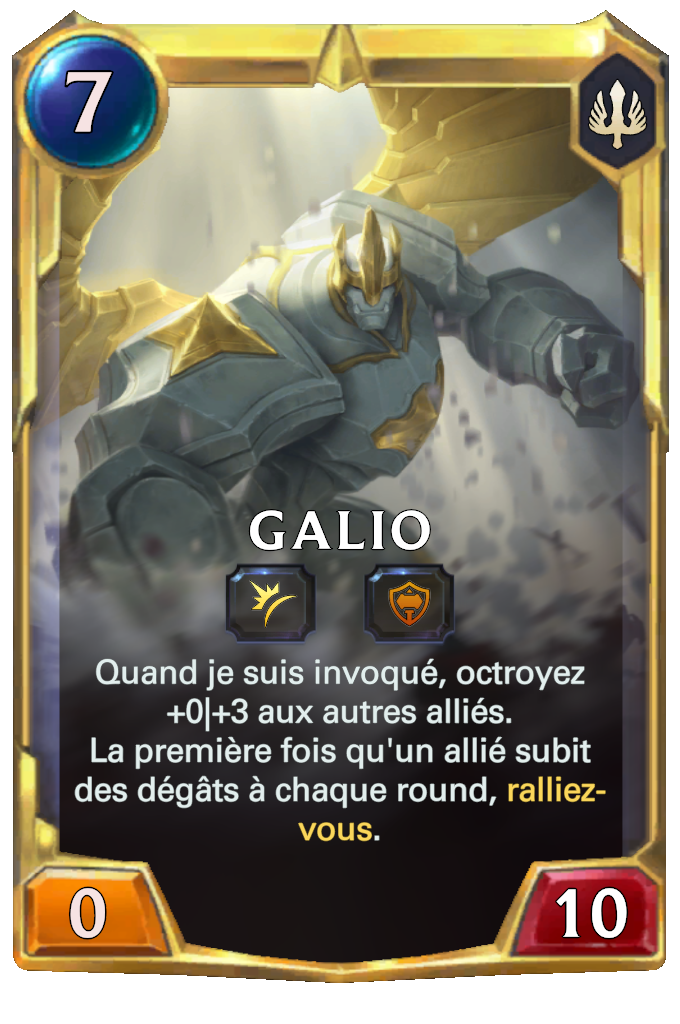 7
GALIO
Quand je suis invoqué, octroyez
+0|+3 aux autres alliés.
La première fois qu'un allié subit
des dégâts à chaque round, ralliez-
vous.
0
10